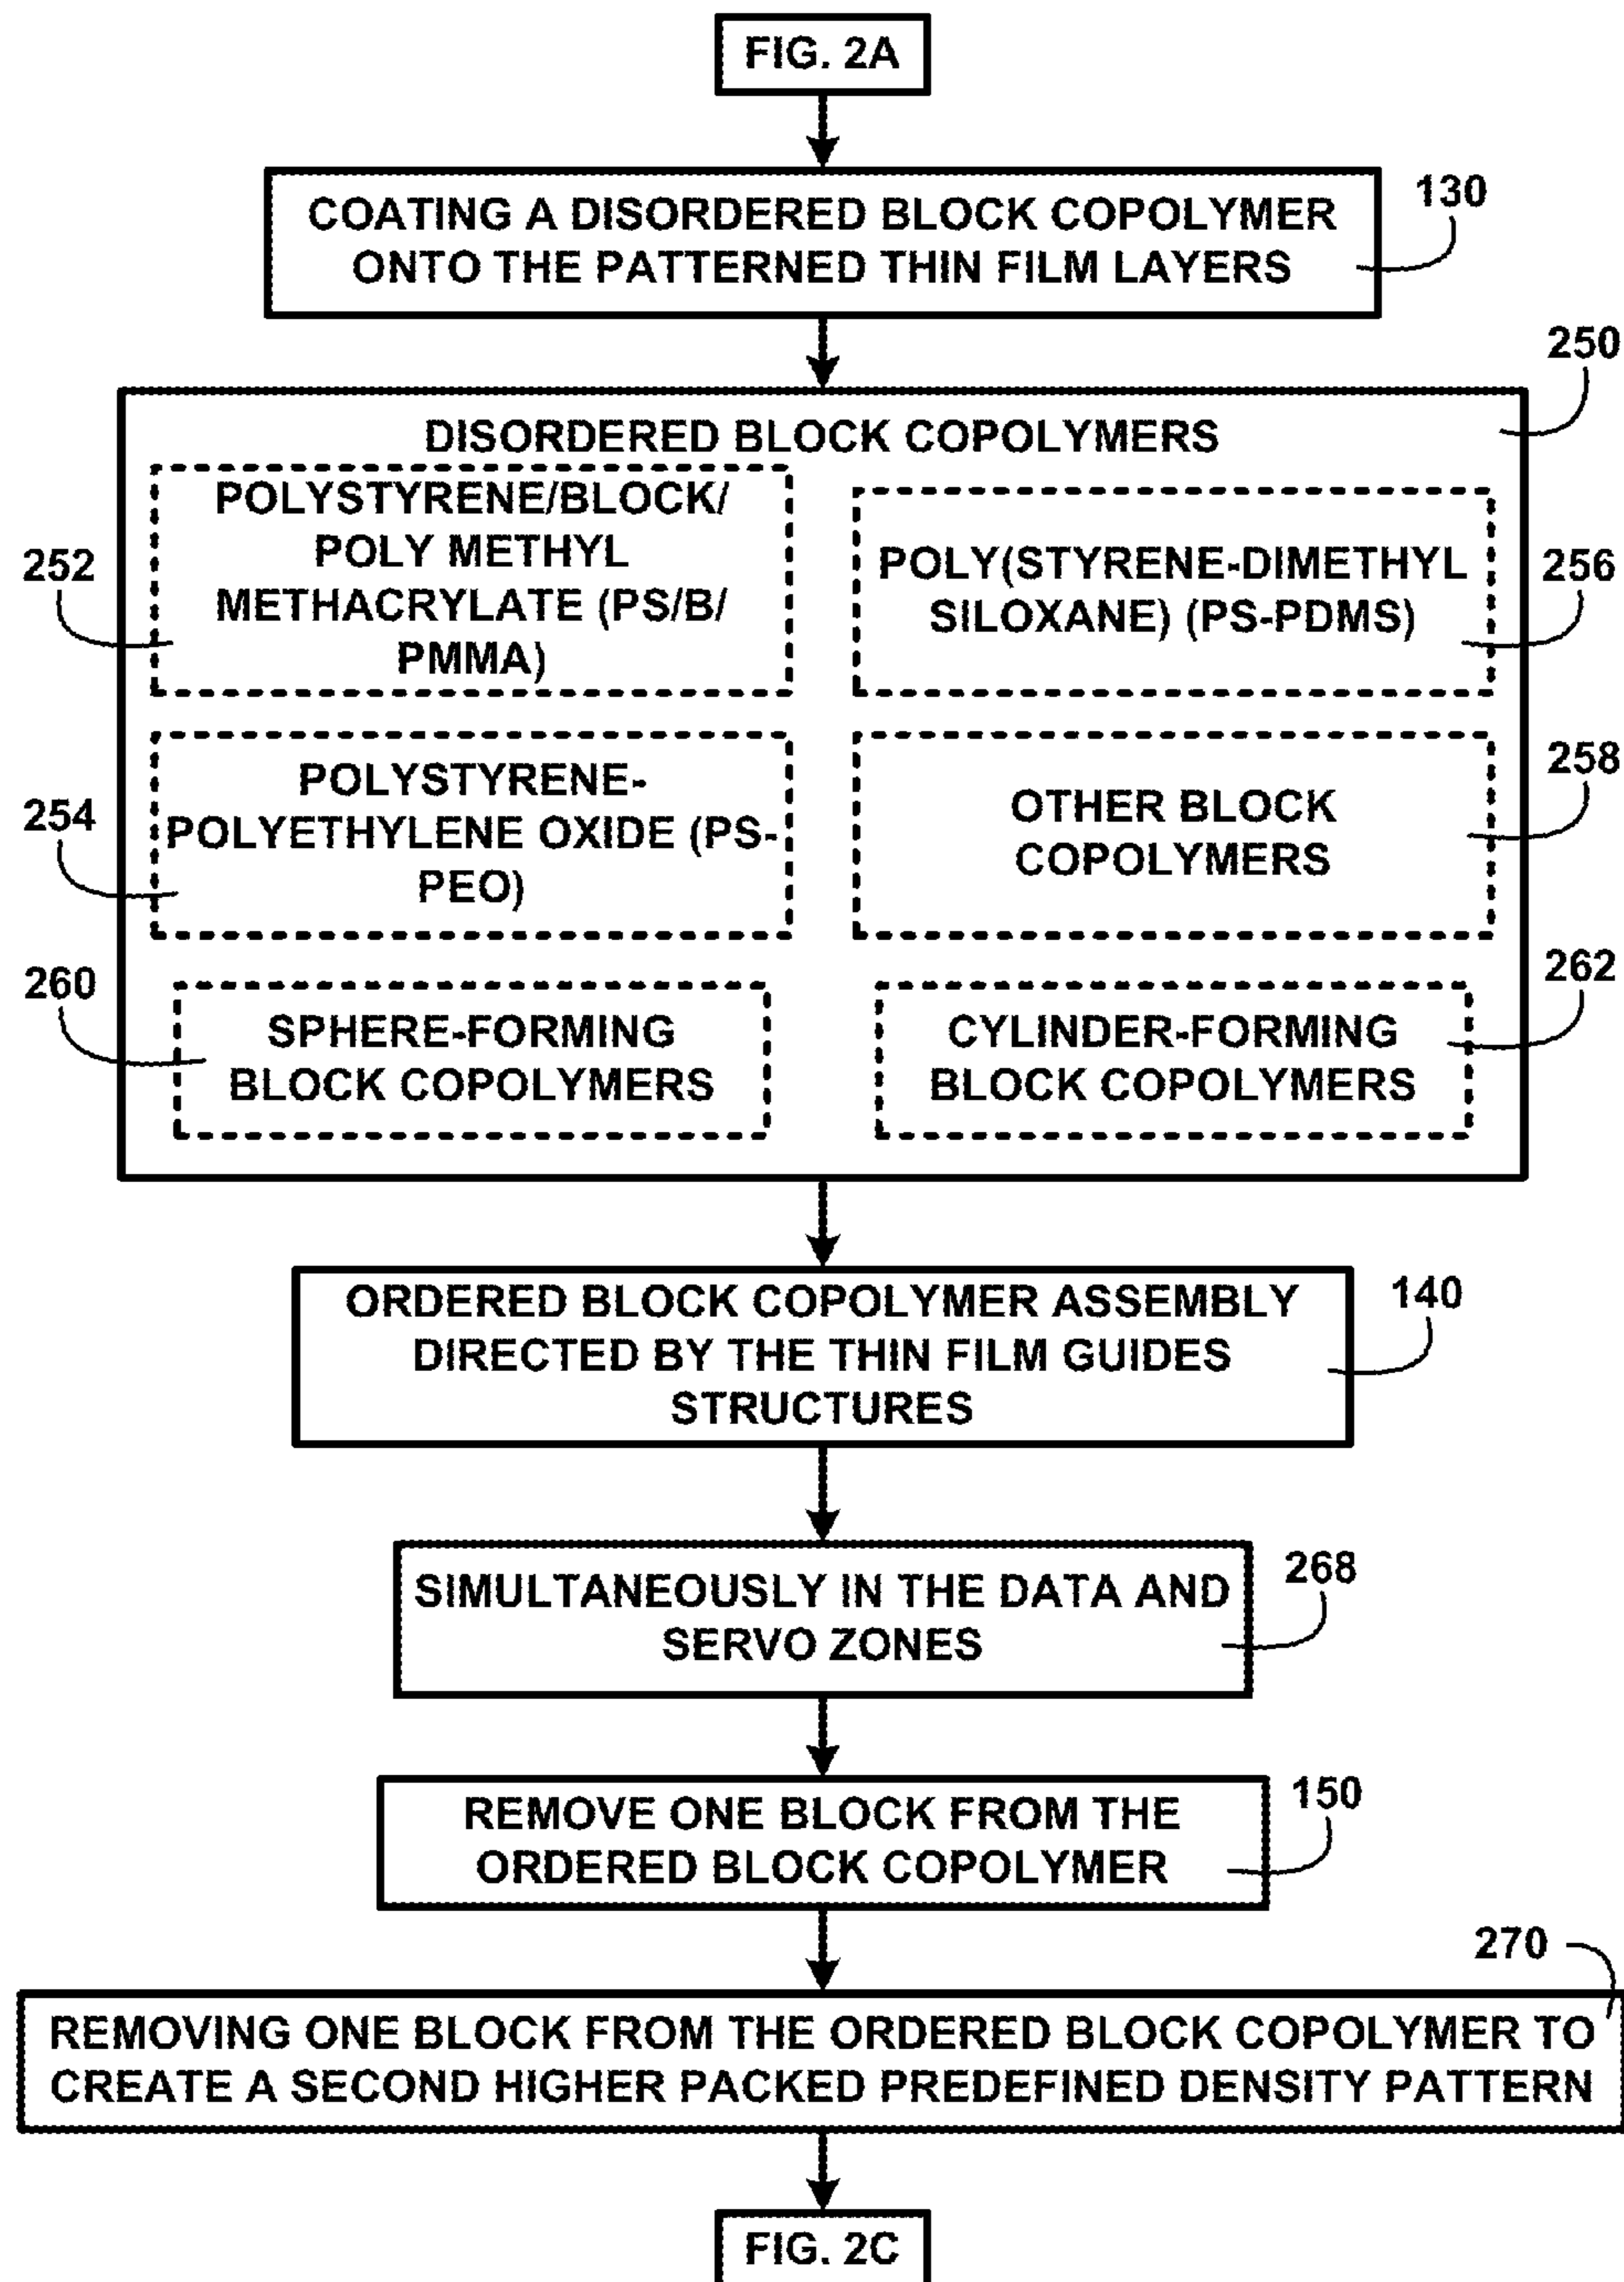 FIG. 2A
COATING A DISORDERED BLOCK COPOLYMER
ONTO THE PATTERNED THIN FILM LAYERS
130
250
DISORDERED BLOCK COPOLYMERS
POLYSTYRENE/BLOCK/
POLY METHYL
METHACRYLATE (PS/B/
PMMA)
252
POLY(STYRENE-DIMETHYL
SILOXANE) (PS-PDMS)
256
POLYSTYRENE-
POLYETHYLENE OXIDE (PS-
PEO)
254
OTHER BLOCK
COPOLYMERS
258
260
SPHERE-FORMING
BLOCK COPOLYMERS
262
CYLINDER-FORMING
BLOCK COPOLYMERS
ORDERED BLOCK COPOLYMER ASSEMBLY
DIRECTED BY THE THIN FILM GUIDES
STRUCTURES
140
SIMULTANEOUSLY IN THE DATA AND
SERVO ZONES
268
REMOVE ONE BLOCK FROM THE
ORDERED BLOCK COPOLYMER
150
270
REMOVING ONE BLOCK FROM THE ORDERED BLOCK COPOLYMER TO
CREATE A SECOND HIGHER PACKED PREDEFINED DENSITY PATTERN
FIG. 2C